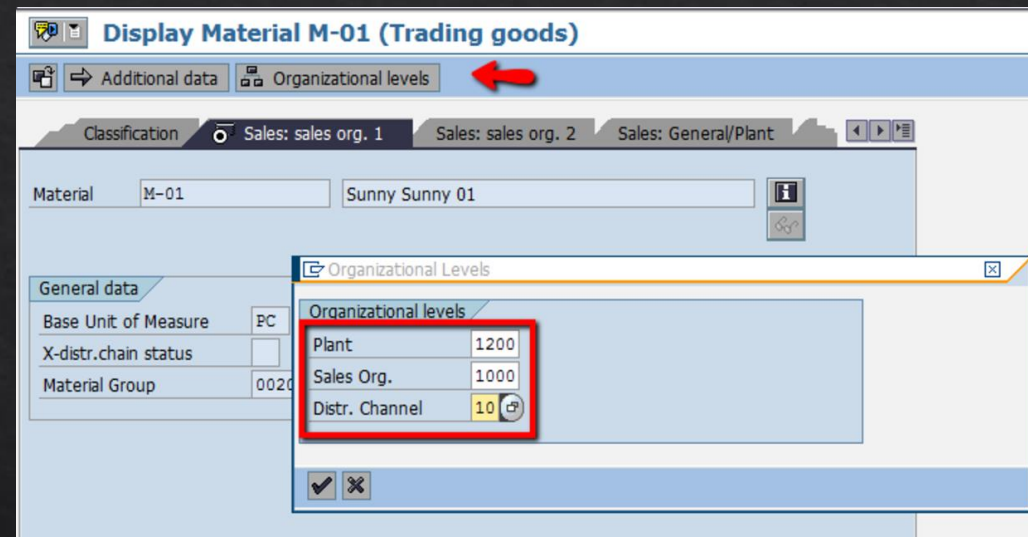 Display Material M-01 (Trading goods)
Additional data Organizational levels
Classification Sales: sales org. 1 Sales: sales org. 2 Sales: General/Plant
Material M-01 Sunny Sunny 01
General data
Base Unit of Measure PC
X-distr.chain status
Material Group 0020
Organizational Levels
Organizational levels
Plant 1200
Sales Org. 1000
Distr. Channel 10